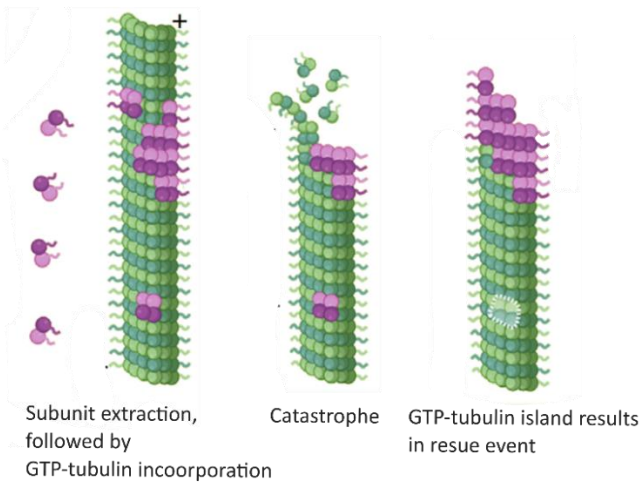 +
Subunit extraction,
followed by
GTP-tubulin incoorporation
Catastrophe
GTP-tubulin island results
in resue event